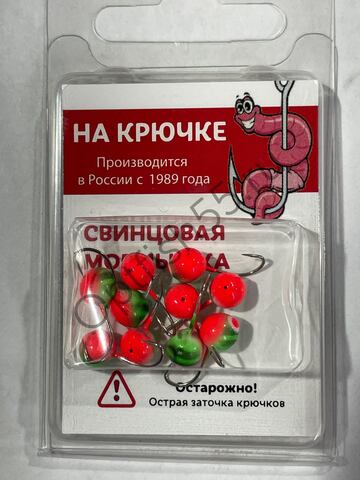 НА КРЮЧКЕ
Производится
в России с 1989 года
СВИНЦОВАЯ
Осторожно!
Острая заточка крючков